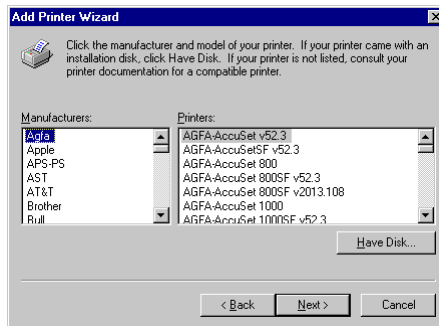 Add Printer Wizard
Click the manufacturer and model of your printer. If your printer came with an
installation disk, click Have Disk. If your printer is not listed, consult your
printer documentation for a compatible printer.
Manufacturers:
Agfa
Apple
APS-PS
AST
AT&T
Brother
Bull
Printers:
AGFA-AccuSet v52.3
AGFA-AccuSetSF v52.3
AGFA-AccuSet 800
AGFA-AccuSet 800SF v52.3
AGFA-AccuSet 800SF v2013.108
AGFA-AccuSet 1000
AGFA-AccuSet 1000SF v52.3
Have Disk...
< Back
Next >
Cancel